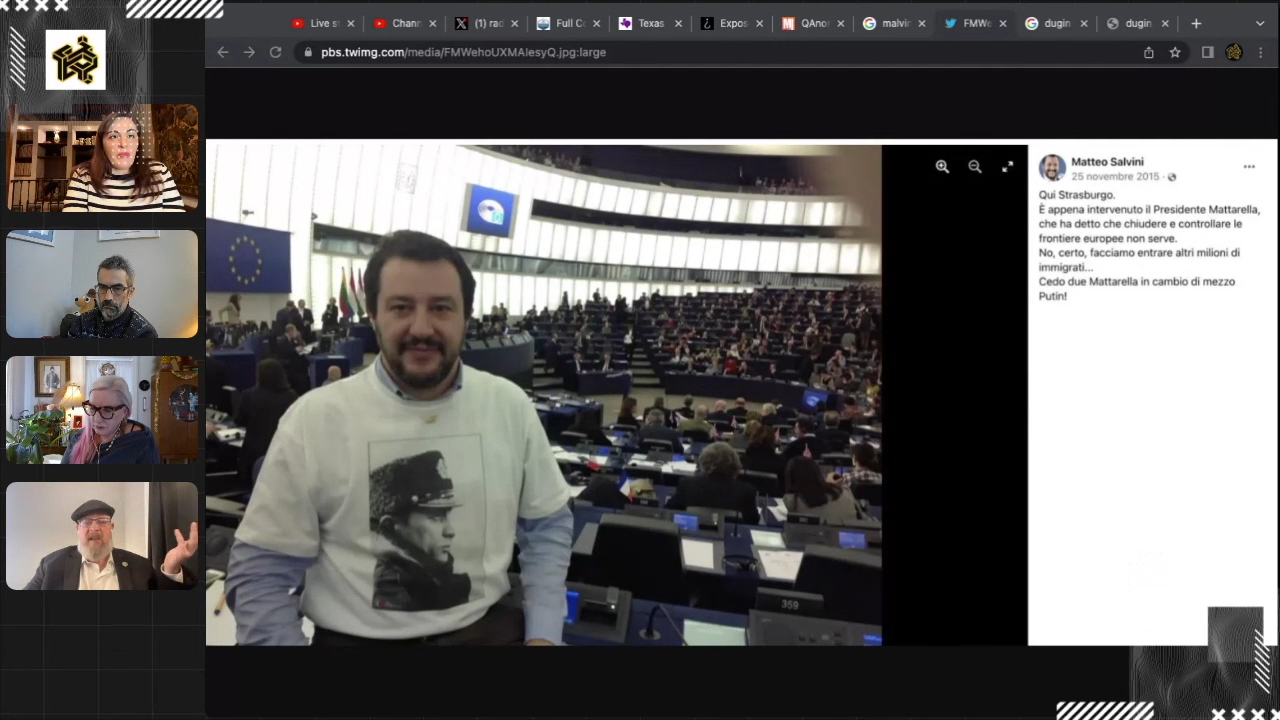 Live st
Chann
(1) rad
Full Co
Texas
Expos
QAno
malvir
FMWe
dugin
dugin
pbs.twimg.com/media/FMWehoUXMAIesyQ.jpg:large
Matteo Salvini
25 novembre 2015
Qui Strasburgo.
È appena intervenuto il Presidente Mattarella,
che ha detto che chiudere e controllare le
frontiere europee non serve.
No, certo, facciamo entrare altri milioni di
immigrati...
Cedo due Mattarella in cambio di mezzo
Putin!
359